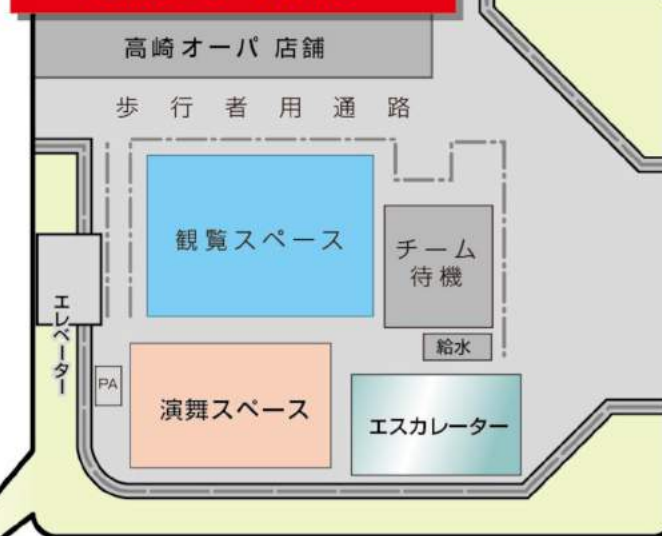 高崎オーパ 店舗
歩行者用通路
観覧スペース
チーム
待機
エレベーター
給水
PA
演舞スペース
エスカレーター